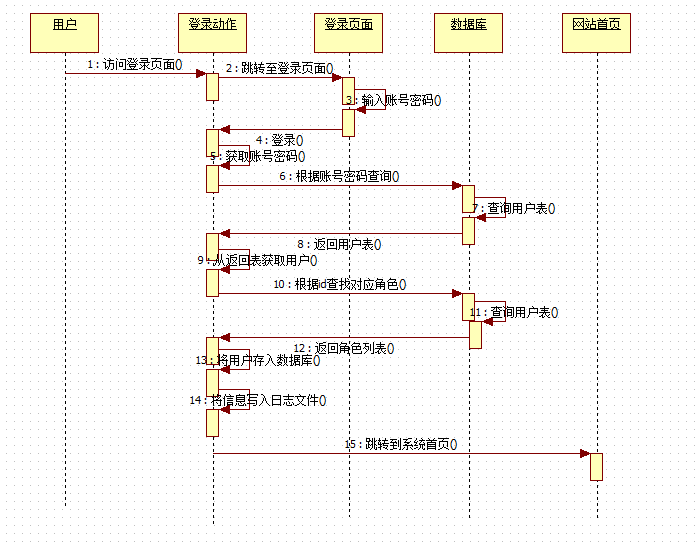 用户
登录动作
登录页面
数据库
网站首页
1 : 访问登录页面()
2 : 跳转至登录页面()
3 : 输入账号密码()
4 : 登录()
5 : 获取账号密码()
6 : 根据账号密码查询()
7 : 查询用户表()
8 : 返回用户表()
9 : 从返回表获取用户()
10 : 根据id查找对应角色()
11 : 查询用户表()
12 : 返回角色列表()
13 : 将用户存入数据库()
14 : 将信息写入日志文件()
15 : 跳转到系统首页()